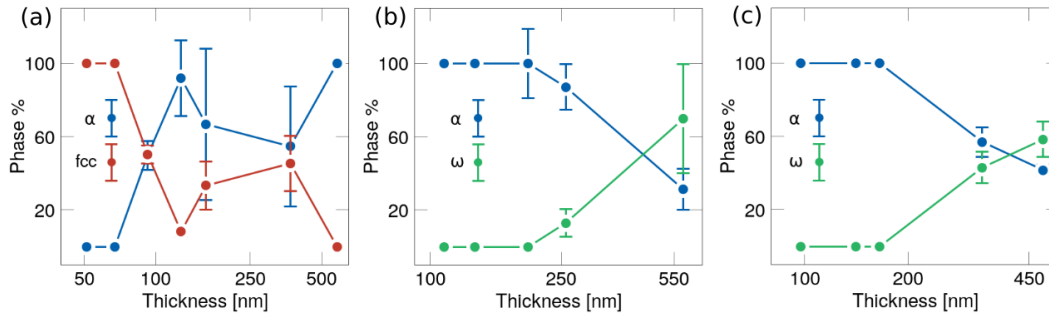 (a)
Phase %
100
60
20
α
fcc
50 100 250 500
Thickness [nm]
(b)
Phase %
100
60
20
α
ω
100 250 550
Thickness [nm]
(c)
Phase %
100
60
20
α
ω
100 200 450
Thickness [nm]